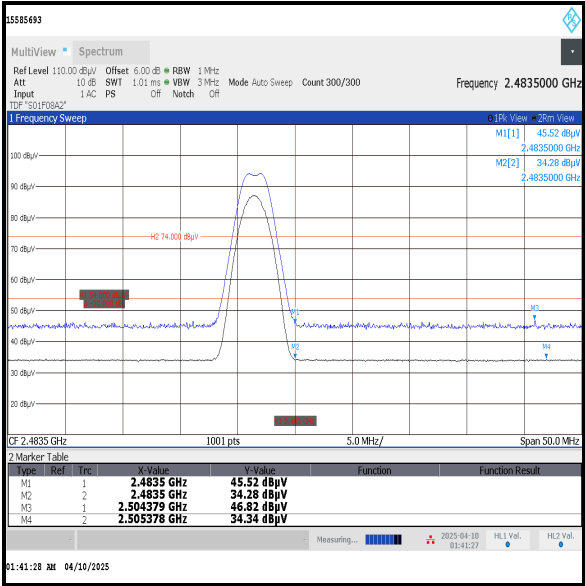 15585693
MultiView Spectrum
Ref Level 110.00 dBµV Offset 6.00 dB RBW 1 MHz
Att 10 dB SWT 1.01 ms VBW 3 MHz Mode Auto Sweep Count 300/300 Frequency 2.4835000 GHz
Input 1 AC PS Off Notch Off
TDF "S01F08A2"
1 Frequency Sweep 1Pk View 2Rm View
M1[1] 45.52 dBµV
2.4835000 GHz
M2[2] 34.28 dBµV
2.4835000 GHz
100 dBµV
90 dBµV
80 dBµV
H2 74.000 dBµV
70 dBµV
60 dBµV
50 dBµV
M1
M3
40 dBµV
M2
M4
30 dBµV
20 dBµV
CF 2.4835 GHz 1001 pts 5.0 MHz/ Span 50.0 MHz
2 Marker Table
Type Ref Trc X-Value Y-Value Function Function Result
M1 1 2.4835 GHz 45.52 dBµV
M2 2 2.4835 GHz 34.28 dBµV
M3 1 2.504379 GHz 46.82 dBµV
M4 2 2.505378 GHz 34.34 dBµV
Measuring... 2025-04-10 01:41:27 HL1 Val. HL2 Val.
01:41:28 AM 04/10/2025